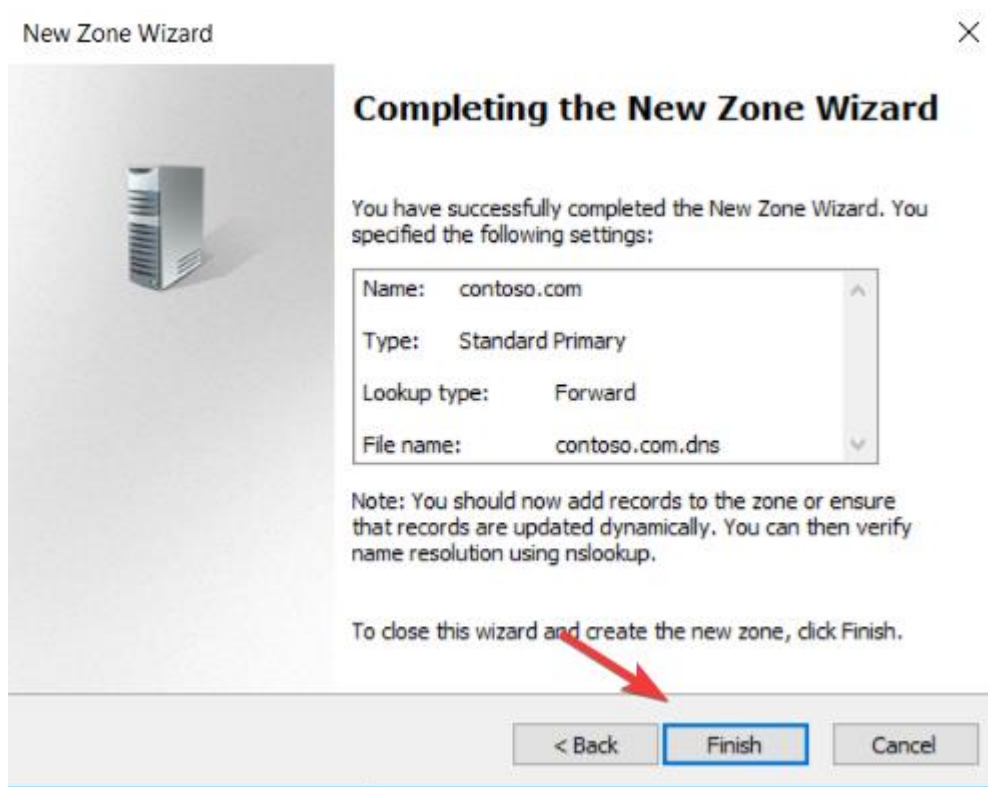 New Zone Wizard
Completing the New Zone Wizard
You have successfully completed the New Zone Wizard. You
specified the following settings:
Name: contoso.com
Type: Standard Primary
Lookup type: Forward
File name: contoso.com.dns
Note: You should now add records to the zone or ensure
that records are updated dynamically. You can then verify
name resolution using nslookup.
To close this wizard and create the new zone, click Finish.
< Back Finish Cancel